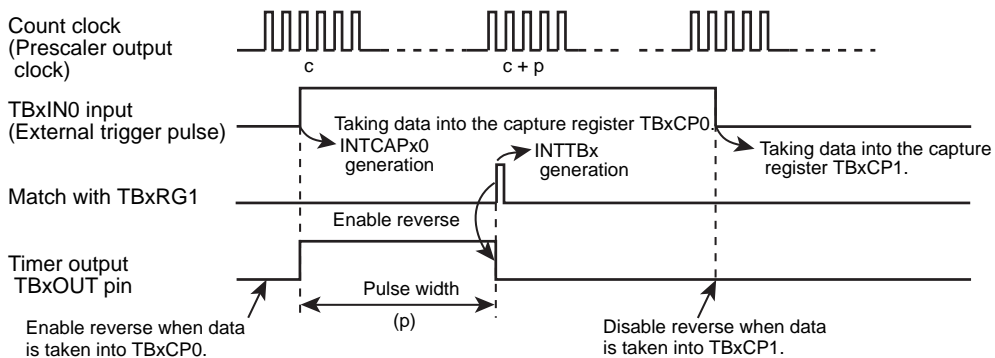 Count clock
(Prescaler output
clock)
c
c + p
TBxIN0 input
(External trigger pulse)
Taking data into the capture register TBxCP0.
INTCAPx0
generation
INTTBx
generation
Taking data into the capture
register TBxCP1.
Match with TBxRG1
Enable reverse
Timer output
TBxOUT pin
Pulse width
(p)
Enable reverse when data
is taken into TBxCP0.
Disable reverse when data
is taken into TBxCP1.